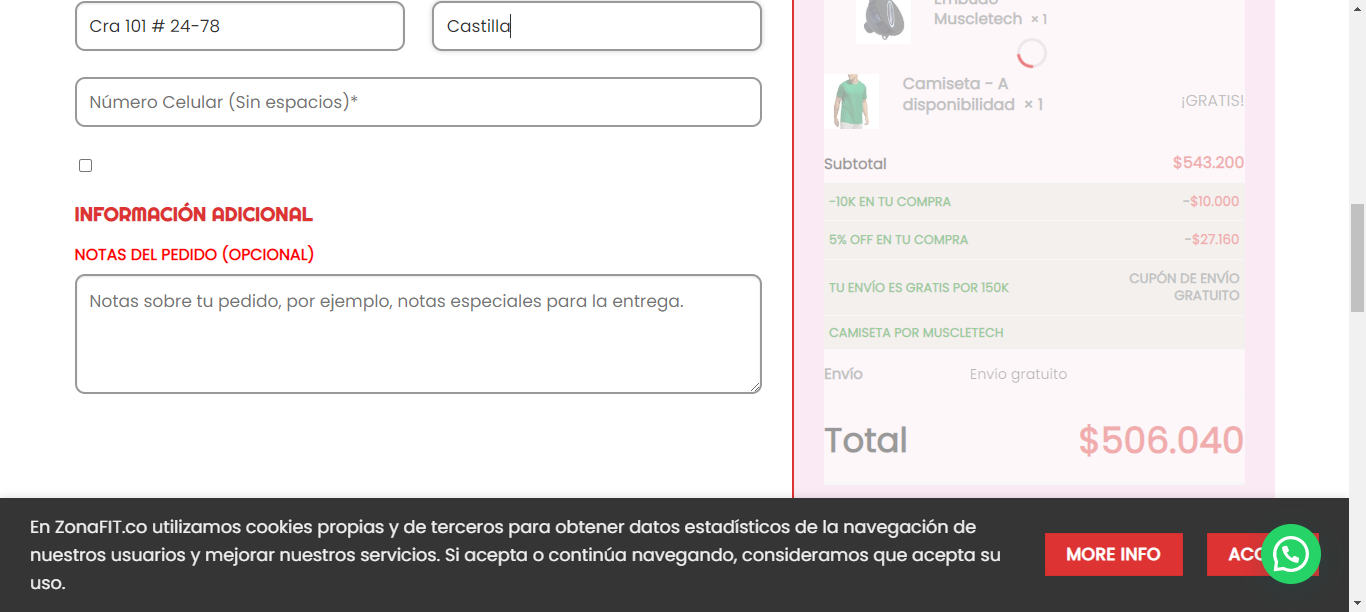 Cra 101 # 24-78
Castilla
Número Celular (Sin espacios)*
INFORMACIÓN ADICIONAL
NOTAS DEL PEDIDO (OPCIONAL)
Notas sobre tu pedido, por ejemplo, notas especiales para la entrega.
Embudo
Muscletech × 1
Camiseta - A
disponibilidad × 1
¡GRATIS!
Subtotal
$543.200
-10K EN TU COMPRA
-$10.000
5% OFF EN TU COMPRA
-$27.160
TU ENVÍO ES GRATIS POR 150K
CUPÓN DE ENVÍO
GRATUITO
CAMISETA POR MUSCLETECH
Envío
Envío gratuito
Total
$506.040
En ZonaFIT.co utilizamos cookies propias y de terceros para obtener datos estadísticos de la navegación de
nuestros usuarios y mejorar nuestros servicios. Si acepta o continúa navegando, consideramos que acepta su
uso.
MORE INFO